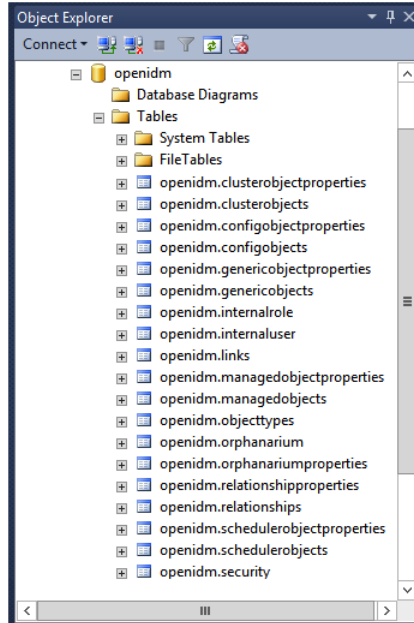 Object Explorer
Connect
openidm
Database Diagrams
Tables
System Tables
FileTables
openidm.clusterobjectproperties
openidm.clusterobjects
openidm.configobjectproperties
openidm.configobjects
openidm.genericobjectproperties
openidm.genericobjects
openidm.internalrole
openidm.internaluser
openidm.links
openidm.managedobjectproperties
openidm.managedobjects
openidm.objecttypes
openidm.orphanarium
openidm.orphanariumproperties
openidm.relationshipproperties
openidm.relationships
openidm.schedulerobjectproperties
openidm.schedulerobjects
openidm.security